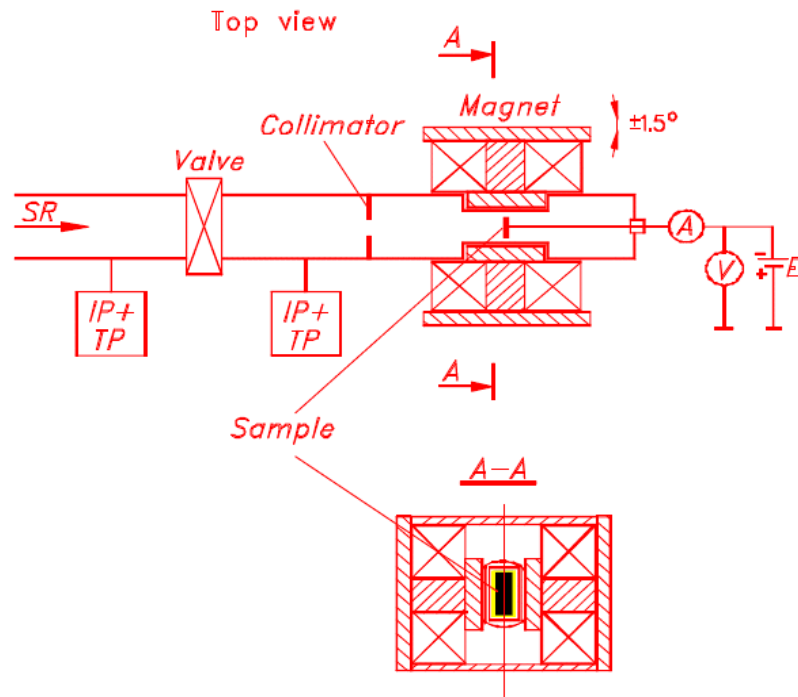 Top view
A
Magnet
±1.5°
Collimator
Valve
SR
A
V
-
+
E
IP+
TP
IP+
TP
A
Sample
A-A